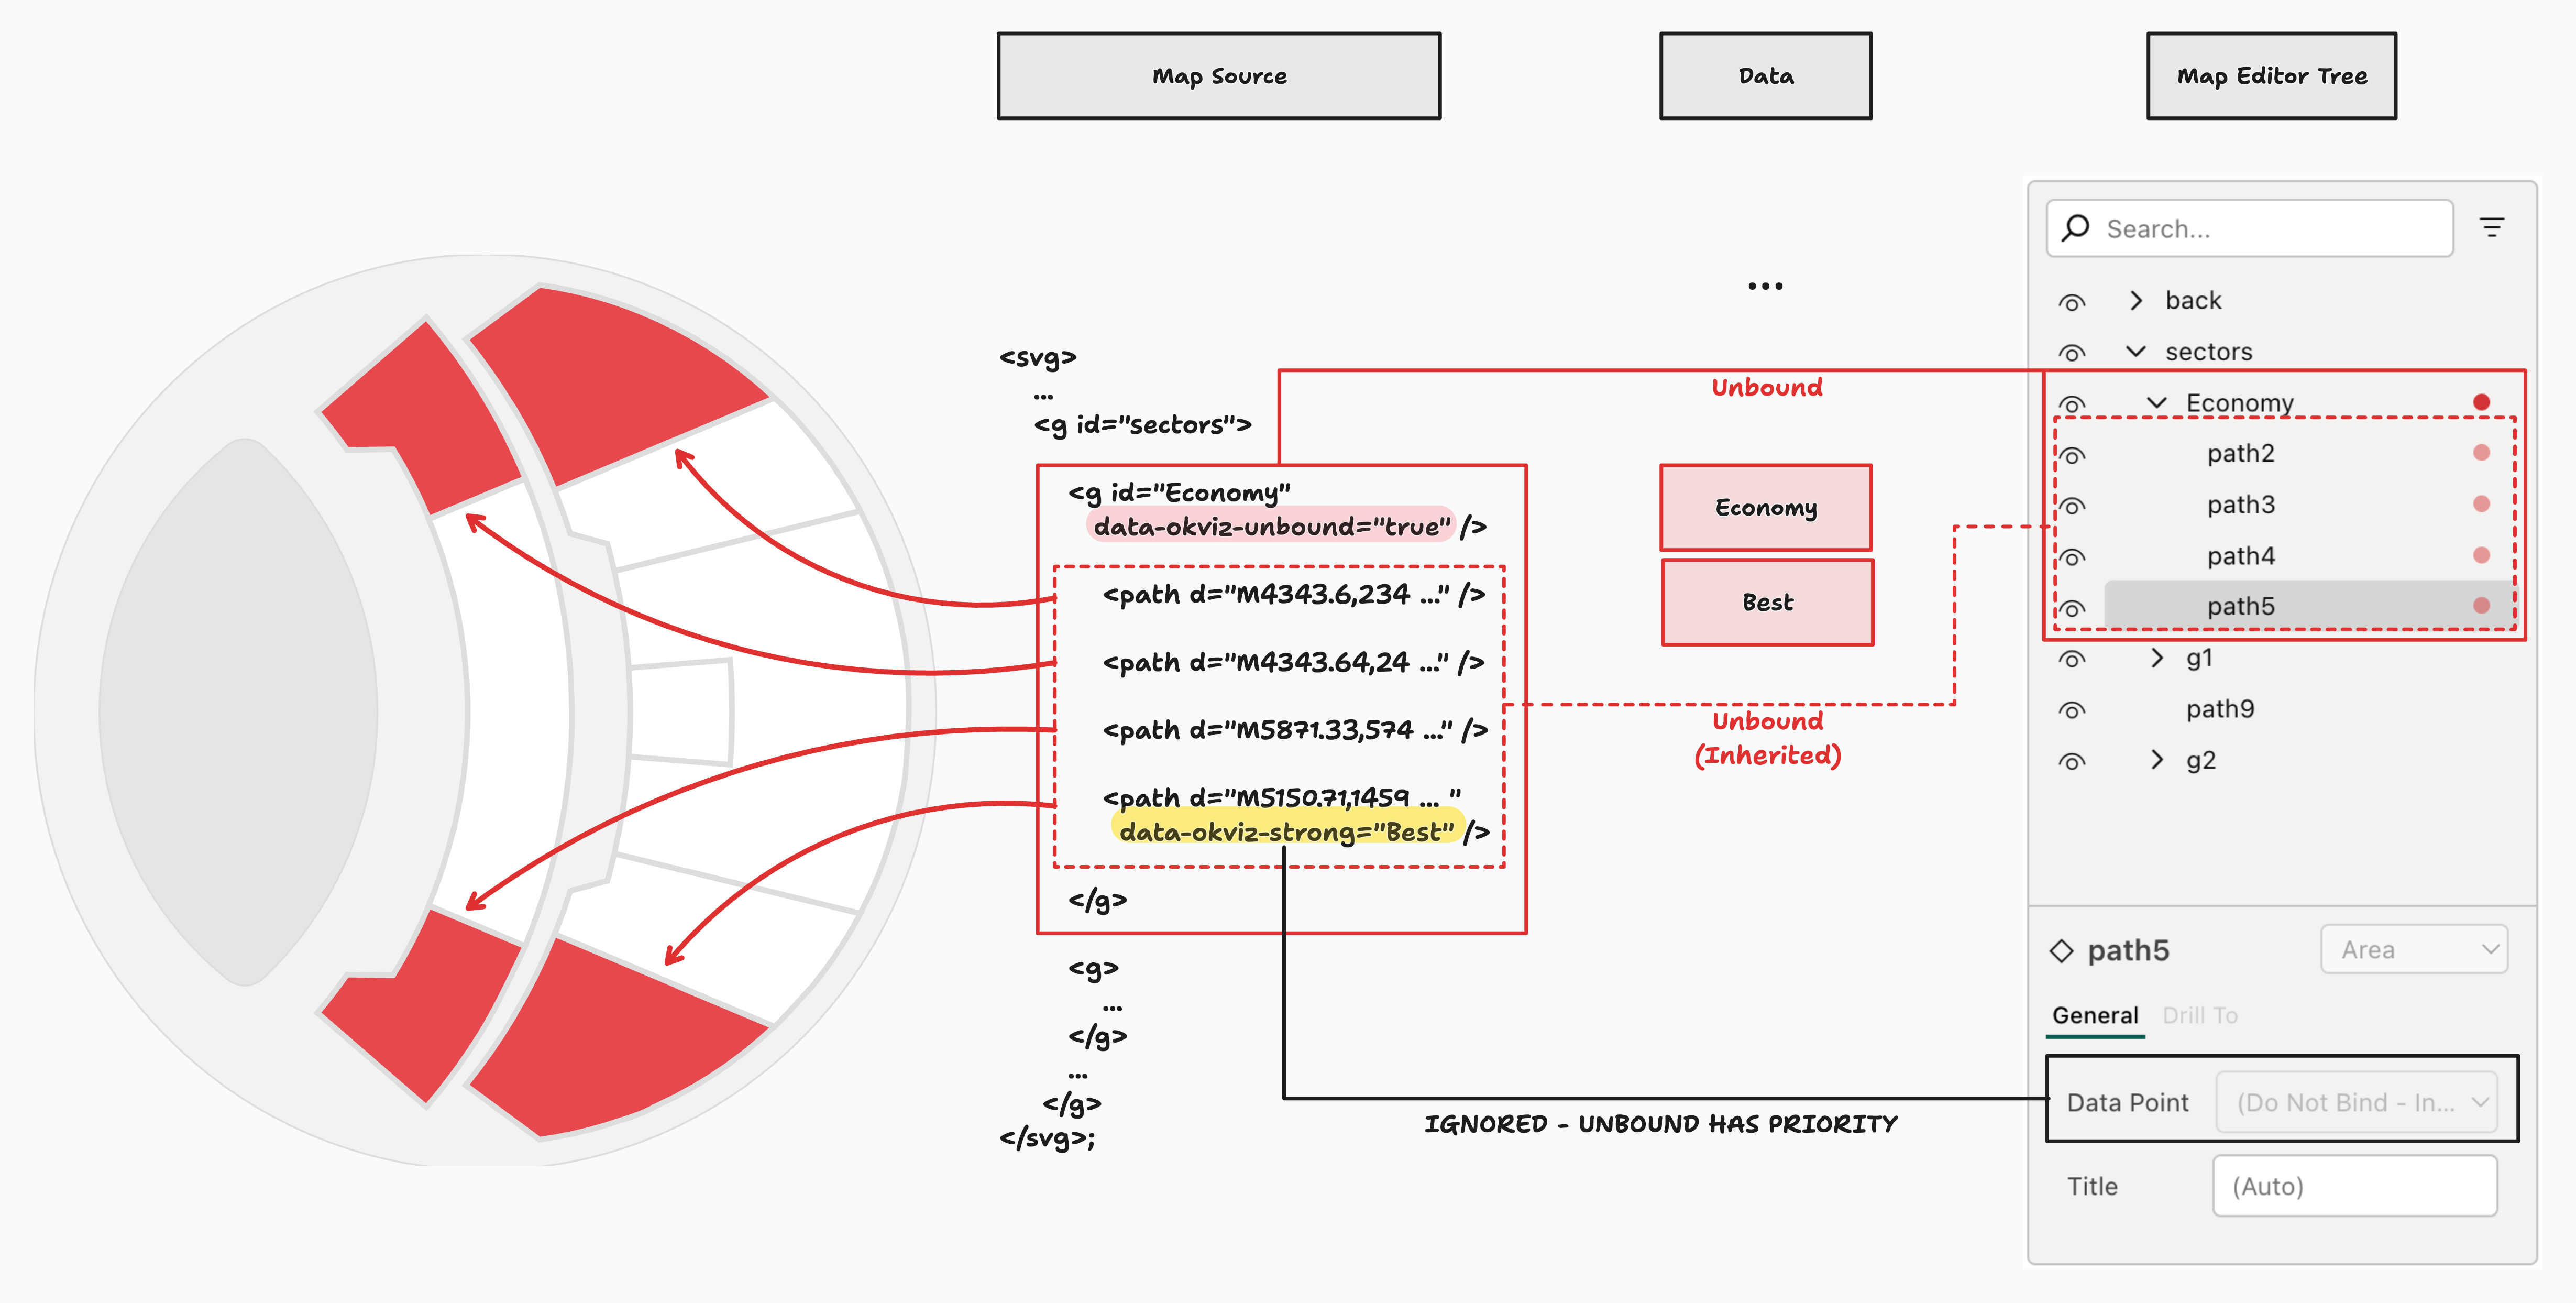 Map Source
Data
Map Editor Tree
<svg>
...
<g id="sectors">
<g id="Economy"
data-okviz-unbound="true" />
<path d="M4343.6,234 ..." />
<path d="M4343.64,24 ..." />
<path d="M5871.33,574 ..." />
<path d="M5150.71,1459 ... "
data-okviz-strong="Best" />
</g>
<g>
...
</g>
...
</g>
</svg>;
...
Unbound
Economy
Best
Unbound
(Inherited)
IGNORED - UNBOUND HAS PRIORITY
Search...
back
sectors
Economy
path2
path3
path4
path5
g1
path9
g2
path5
Area
General Drill To
Data Point (Do Not Bind - In...
Title (Auto)